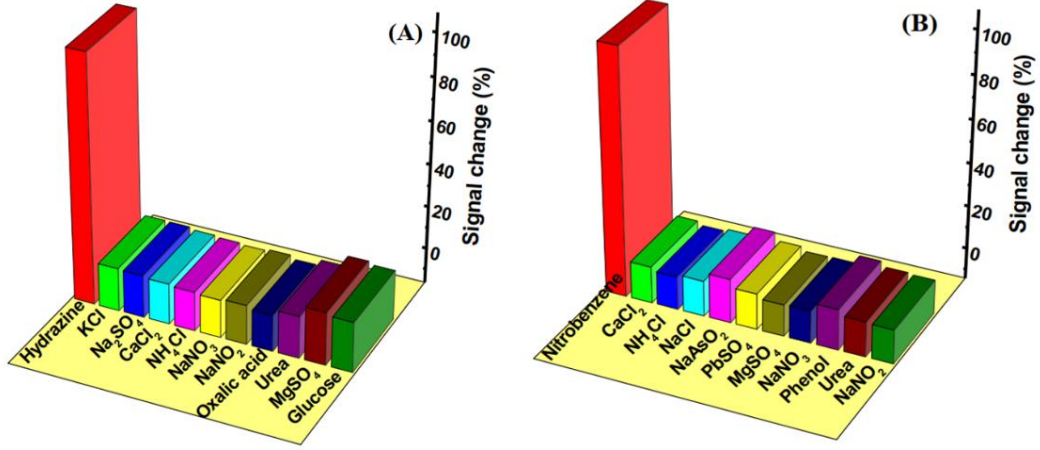 (A)
100
80
60
40
20
0
Signal change (%)
Hydrazine
KCl
Na₂SO₄
CaCl₂
NH₄Cl
NaNO₃
NaNO₂
Oxalic acid
Urea
MgSO₄
Glucose
(B)
100
80
60
40
20
0
Signal change (%)
Nitrobenzene
CaCl₂
NH₄Cl
NaCl
NaAsO₂
PbSO₄
MgSO₄
NaNO₃
Phenol
Urea
NaNO₂